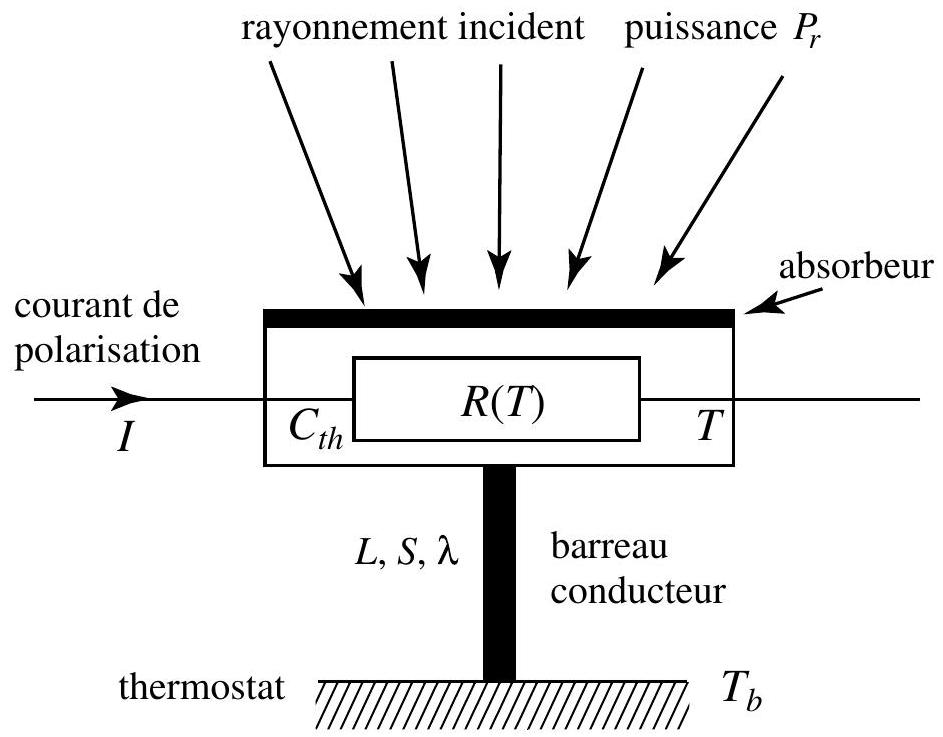 rayonnement incident puissance P_r
absorbeur
courant de
polarisation
I
C_th
R(T)
T
L, S, λ
barreau
conducteur
thermostat
T_b